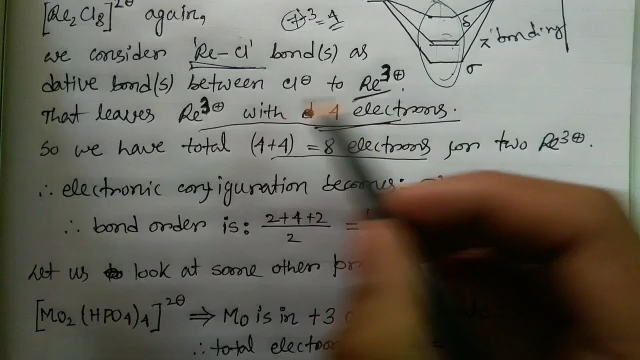 [Re₂Cl₈]²⊖ again,
⊕3=4
we consider 'Re-Cl' bond(s) as
dative bond(s) between Cl⊖ to Re³⊕.
That leaves Re³⊕ with 4 electrons.
So we have total (4+4) = 8 electrons for two Re³⊕.
∴ electronic configuration becomes:
∴ bond order is: (2+4+2)/2 =
Let us look at some other
[Mo₂(HPO₄)₄]²⊖ ⇒ Mo is in +3
∴ total
δ
π bonding
σ